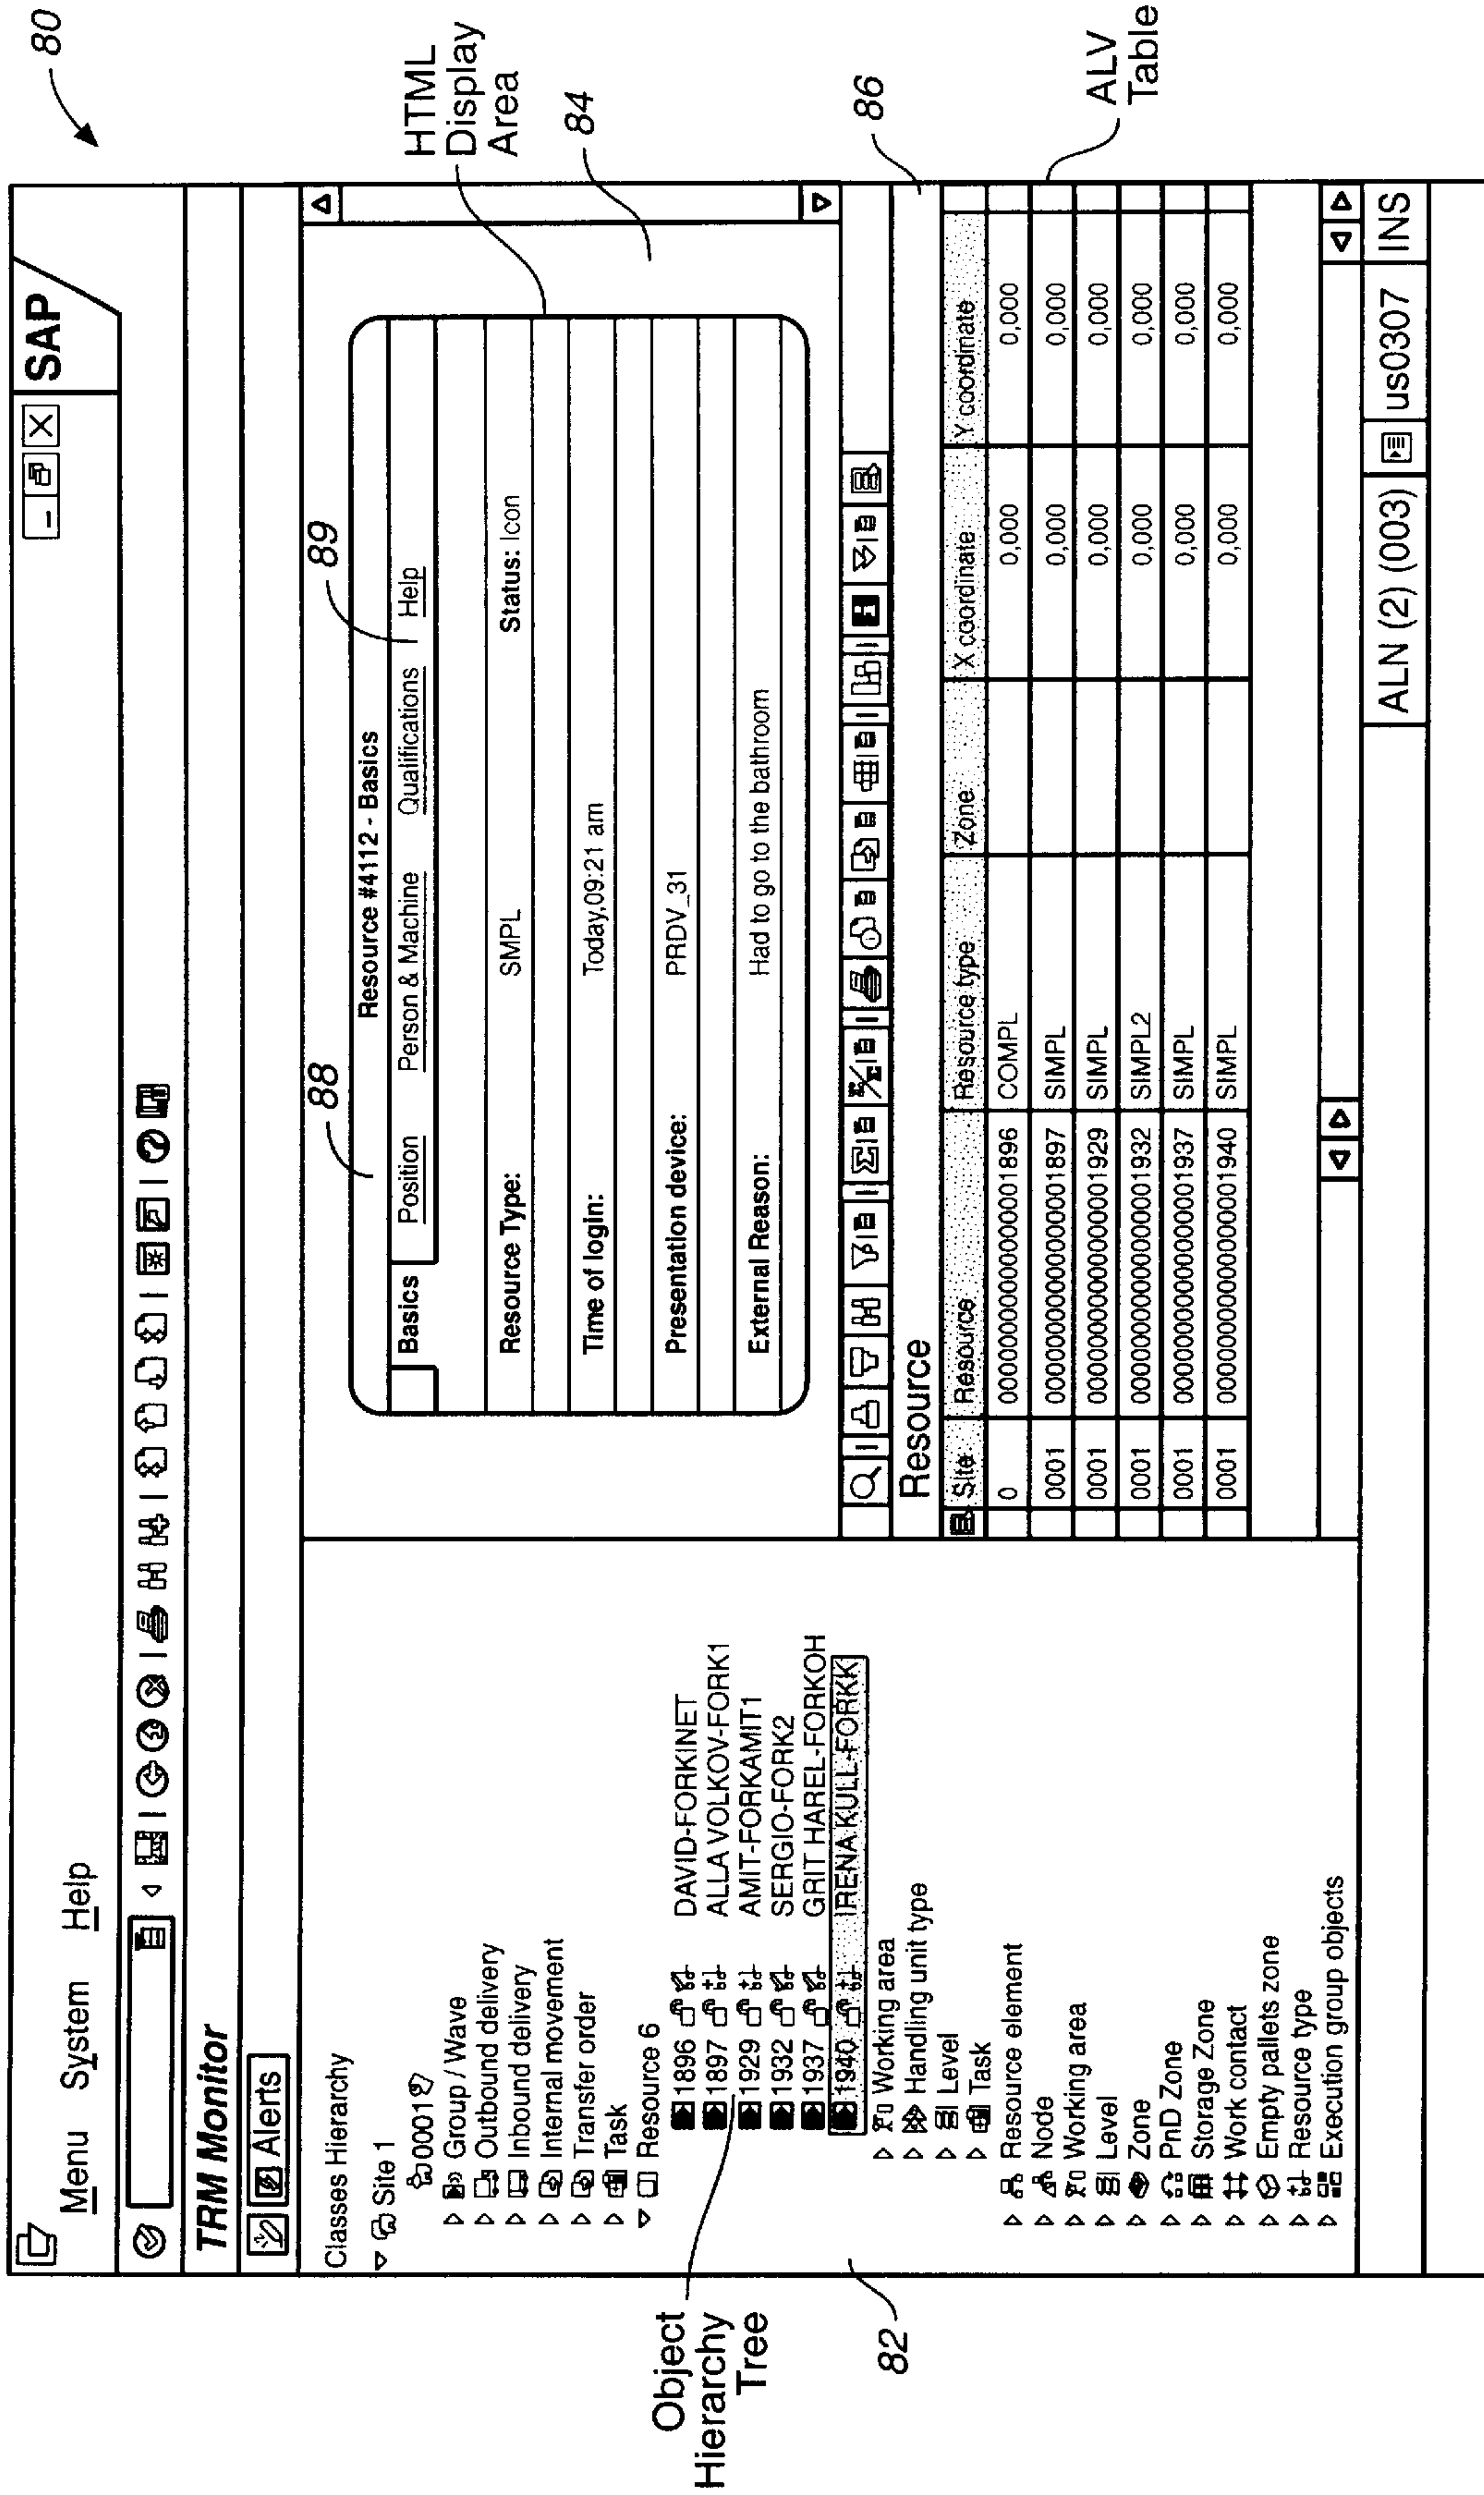 80
SAP
Menu System Help
TRM Monitor
Alerts
Classes Hierarchy
Site 1
00001
Group / Wave
Outbound delivery
Inbound delivery
Internal movement
Transfer order
Task
Resource 6
1896 DAVID-FORKINET
1897 ALLA VOLKOV-FORK1
1929 AMIT-FORKAMIT1
1932 SERGIO-FORK2
1937 GRIT HAREL-FORKOH
1940 IRENA KULL-FORKK
Working area
Handling unit type
Level
Task
Resource element
Node
Working area
Level
Zone
PnD Zone
Storage Zone
Work contact
Empty pallets zone
Resource type
Execution group objects
Object
Hierarchy
Tree
82
88
89
Resource #4112 - Basics
Basics Position Person & Machine Qualifications Help
Resource Type: SMPL Status: Icon
Time of login: Today,09:21 am
Presentation device: PRDV_31
External Reason: Had to go to the bathroom
HTML
Display
Area
84
86
Resource
Site Resource Resource type Zone X coordinate Y coordinate
0 000000000000001896 COMPL 0,000 0,000
0001 000000000000001897 SIMPL 0,000 0,000
0001 000000000000001929 SIMPL 0,000 0,000
0001 000000000000001932 SIMPL2 0,000 0,000
0001 000000000000001937 SIMPL 0,000 0,000
0001 000000000000001940 SIMPL 0,000 0,000
ALV
Table
ALN (2) (003) us0307 INS